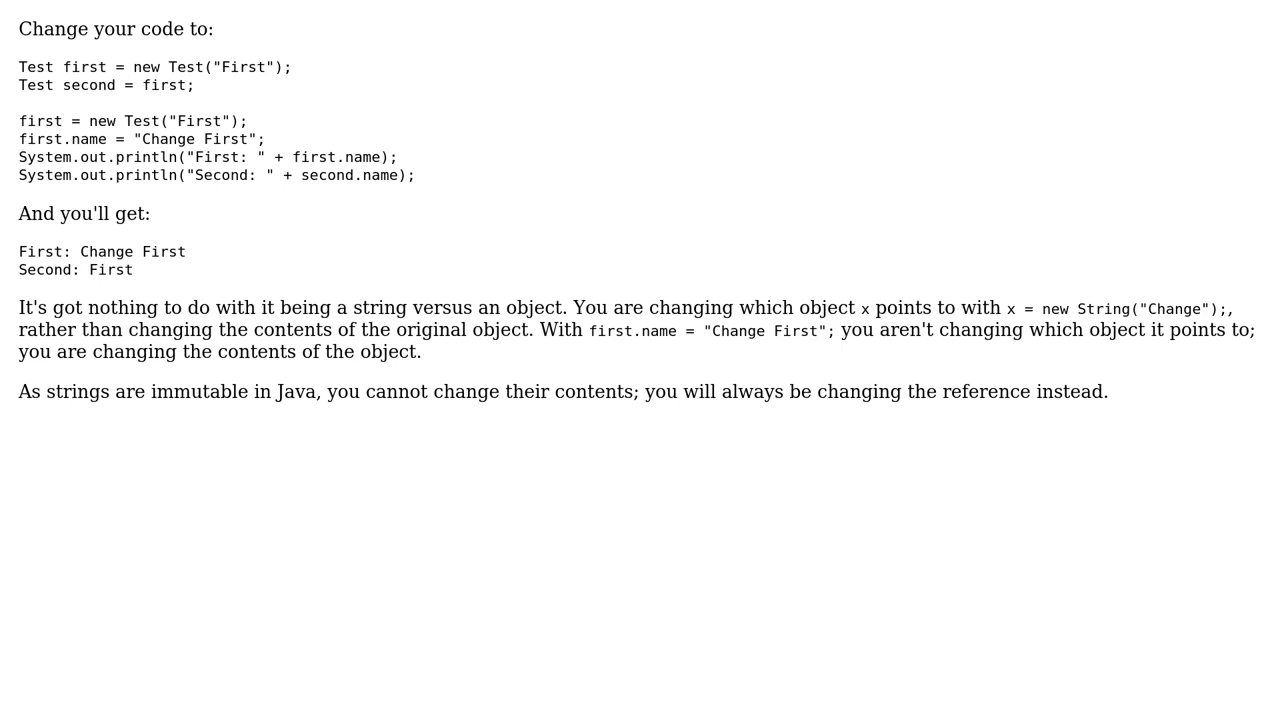 Change your code to:
Test first = new Test("First");
Test second = first;
first = new Test("First");
first.name = "Change First";
System.out.println("First: " + first.name);
System.out.println("Second: " + second.name);
And you'll get:
First: Change First
Second: First
It's got nothing to do with it being a string versus an object. You are changing which object x points to with x = new String("Change");,
rather than changing the contents of the original object. With first.name = "Change First"; you aren't changing which object it points to;
you are changing the contents of the object.
As strings are immutable in Java, you cannot change their contents; you will always be changing the reference instead.